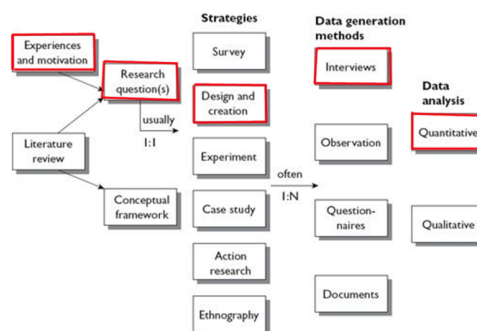 Strategies
Data generation
methods
Experiences
and motivation
Survey
Interviews
Research
question(s)
Data
analysis
Design and
creation
usually
1:1
Quantitative
Literature
review
Experiment
Observation
often
1:N
Conceptual
framework
Case study
Question-
naires
Qualitative
Action
research
Documents
Ethnography